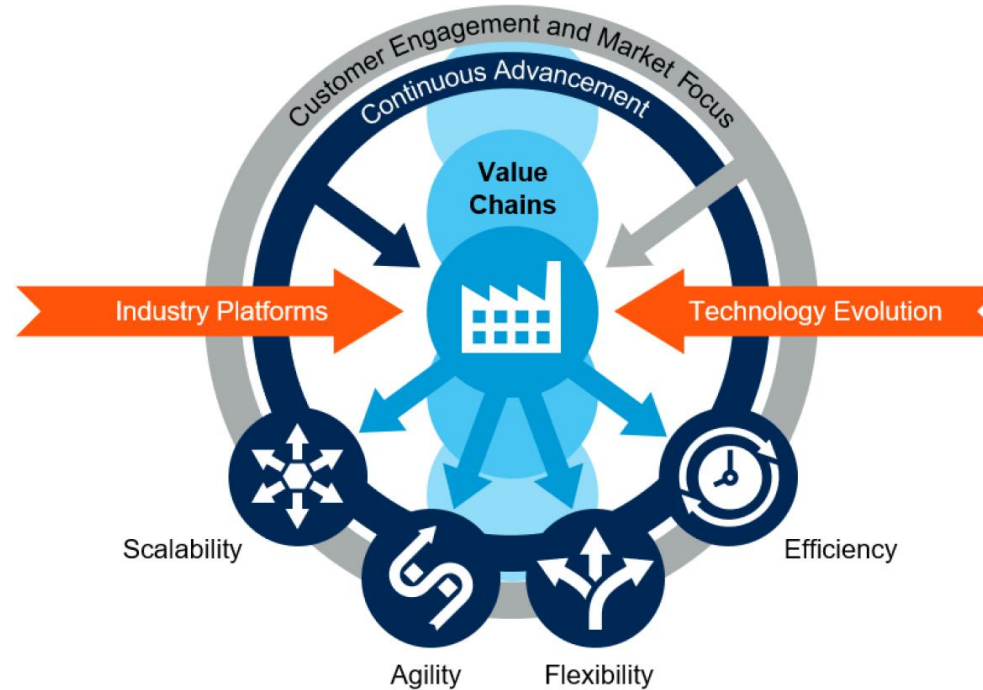 Customer Engagement and Market Focus
Continuous Advancement
Value
Chains
Industry Platforms
Technology Evolution
Scalability
Efficiency
Agility
Flexibility